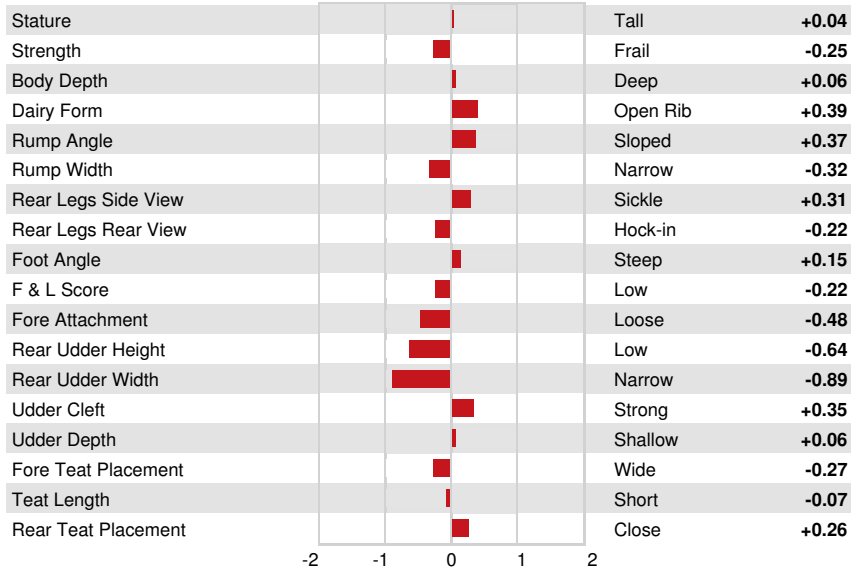 Stature Tall +0.04
Strength Frail -0.25
Body Depth Deep +0.06
Dairy Form Open Rib +0.39
Rump Angle Sloped +0.37
Rump Width Narrow -0.32
Rear Legs Side View Sickle +0.31
Rear Legs Rear View Hock-in -0.22
Foot Angle Steep +0.15
F & L Score Low -0.22
Fore Attachment Loose -0.48
Rear Udder Height Low -0.64
Rear Udder Width Narrow -0.89
Udder Cleft Strong +0.35
Udder Depth Shallow +0.06
Fore Teat Placement Wide -0.27
Teat Length Short -0.07
Rear Teat Placement Close +0.26
-2 -1 0 1 2